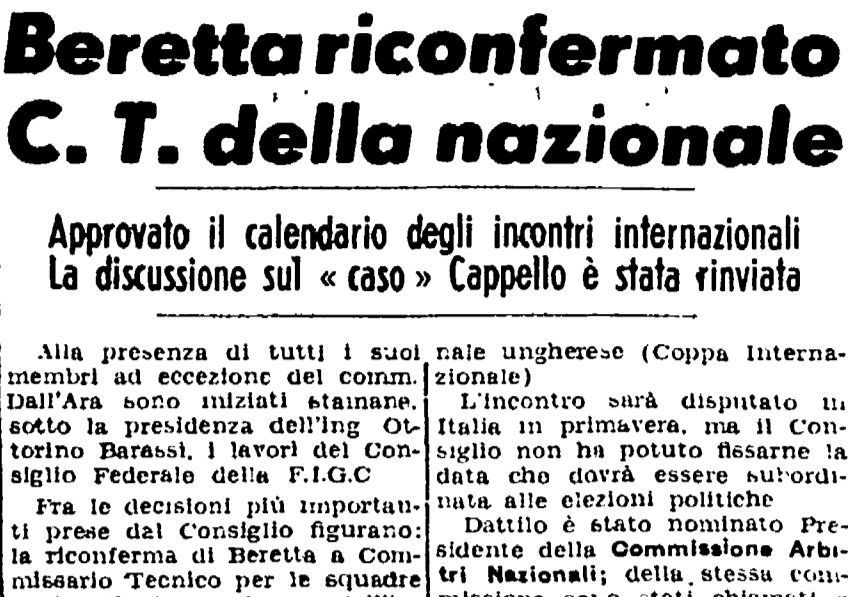 Beretta riconfermato
C. T. della nazionale
Approvato il calendario degli incontri internazionali
La discussione sul « caso » Cappello è stata rinviata
Alla presenza di tutti i suoi
membri ad eccezione del comm.
Dall'Ara sono iniziati stamane,
sotto la presidenza dell'ing Ot-
torino Barassi, i lavori del Con-
siglio Federale della F.I.G.C
Fra le decisioni più importan-
ti prese dal Consiglio figurano:
la riconferma di Beretta a Com-
missario Tecnico per le squadre
nale ungherese (Coppa Interna-
zionale)
L'incontro sarà disputato in
Italia in primavera, ma il Con-
siglio non ha potuto fissarne la
data che dovrà essere subordi-
nata alle elezioni politiche
Dattilo è stato nominato Pre-
sidente della Commissione Arbi-
tri Nazionali; della stessa com-
missione sono stati chiamati